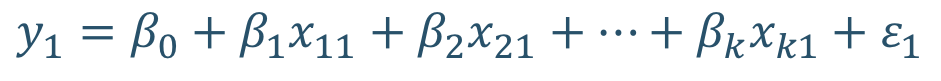 y₁ = β₀ + β₁x₁₁ + β₂x₂₁ + ⋯ + βₖxₖ₁ + ε₁